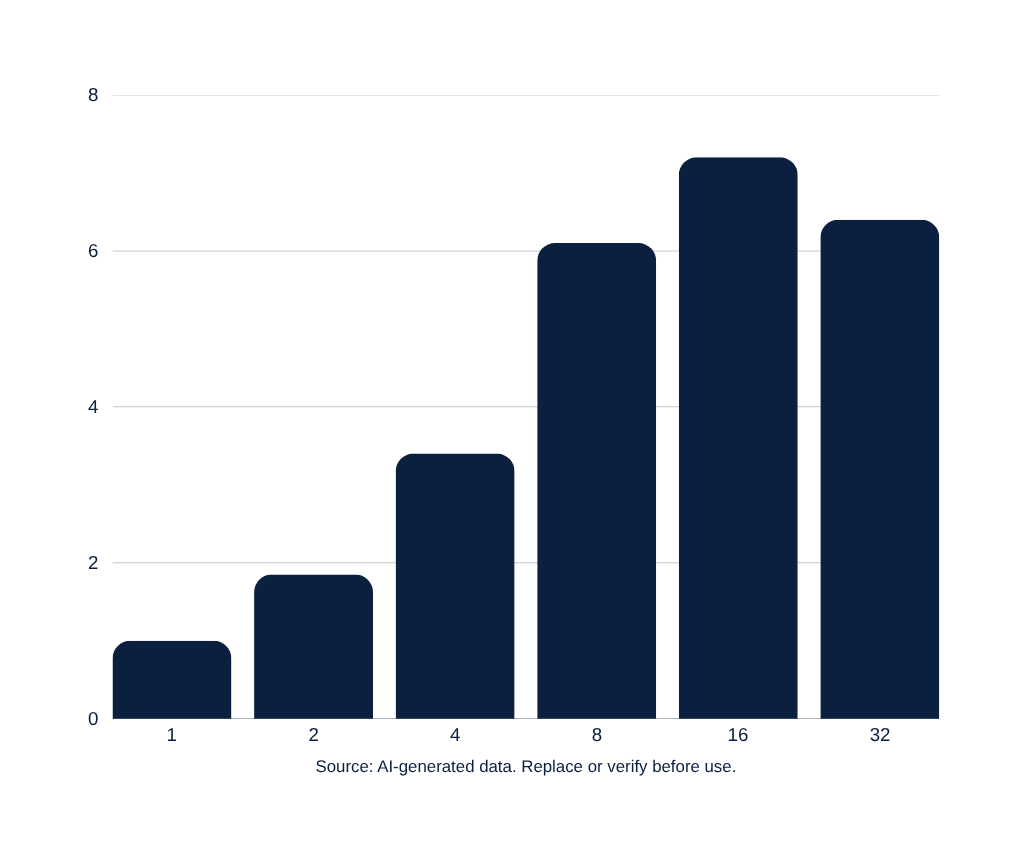 8
6
4
2
0
1 2 4 8 16 32
Source: AI-generated data. Replace or verify before use.